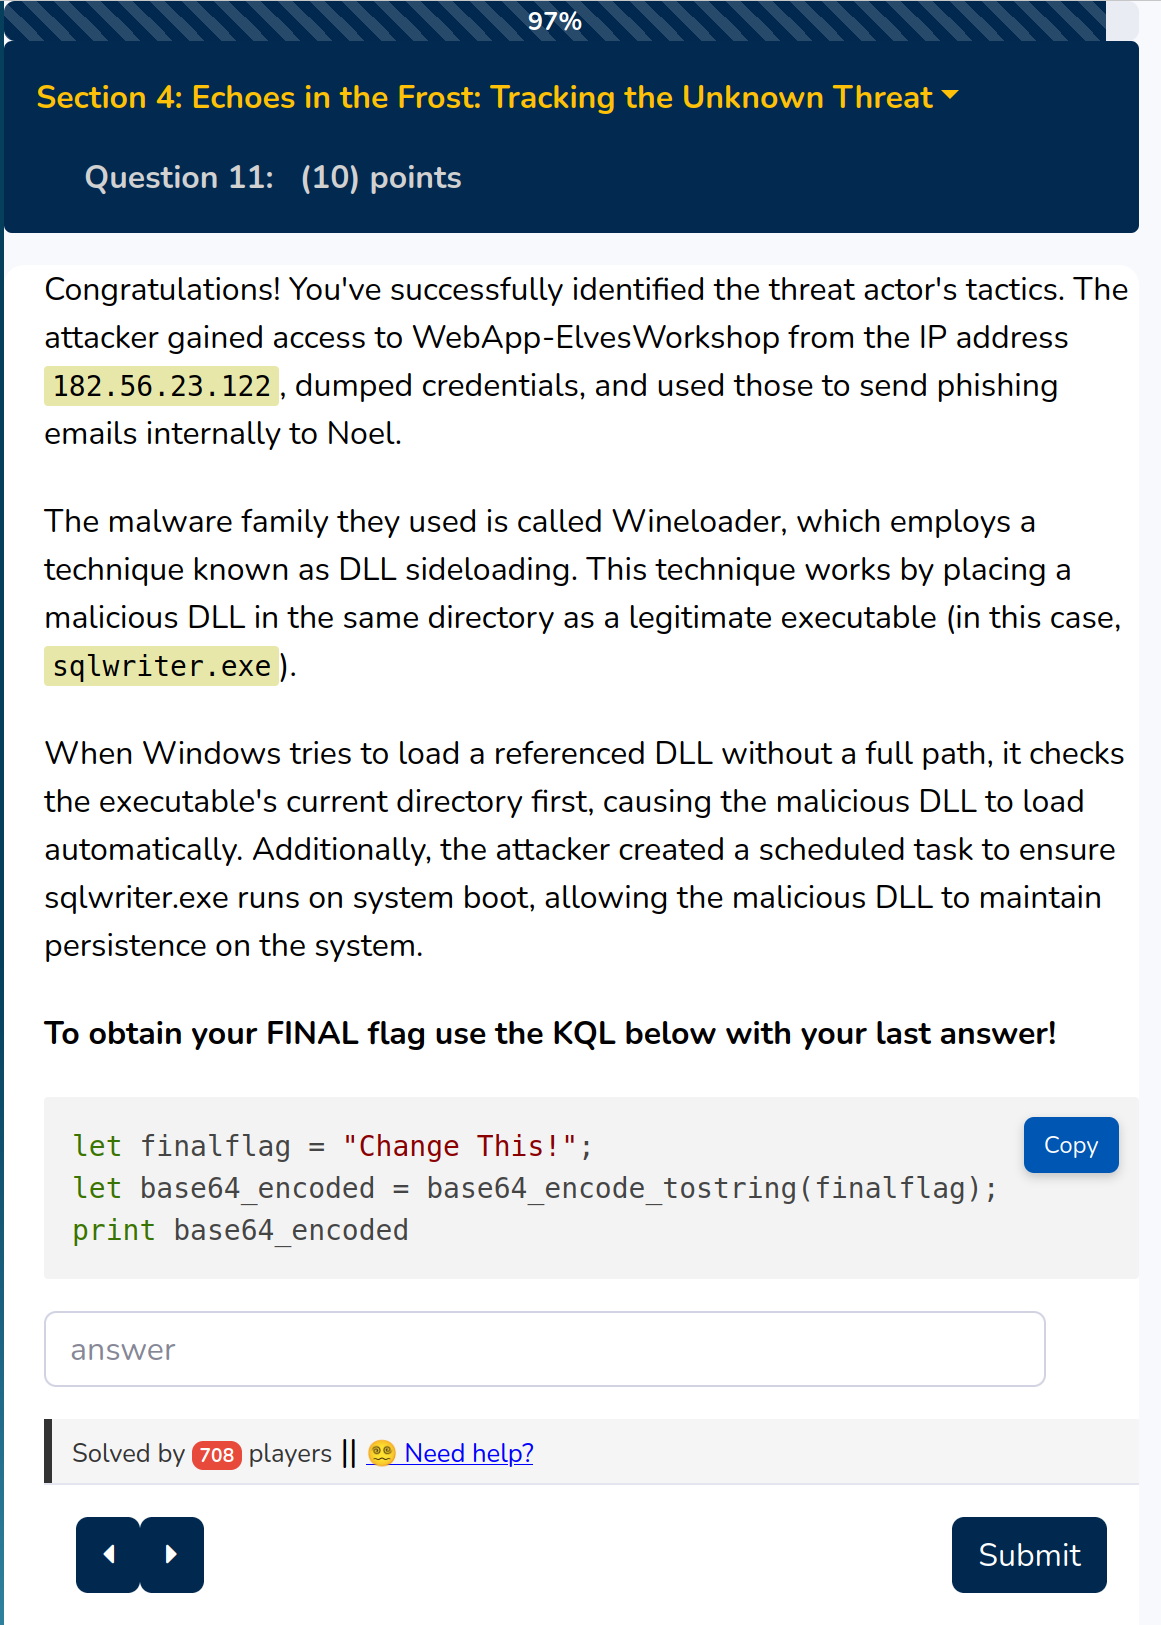 97%
Section 4: Echoes in the Frost: Tracking the Unknown Threat
Question 11: (10) points
Congratulations! You've successfully identified the threat actor's tactics. The
attacker gained access to WebApp-ElvesWorkshop from the IP address
182.56.23.122, dumped credentials, and used those to send phishing
emails internally to Noel.
The malware family they used is called Wineloader, which employs a
technique known as DLL sideloading. This technique works by placing a
malicious DLL in the same directory as a legitimate executable (in this case,
sqlwriter.exe).
When Windows tries to load a referenced DLL without a full path, it checks
the executable's current directory first, causing the malicious DLL to load
automatically. Additionally, the attacker created a scheduled task to ensure
sqlwriter.exe runs on system boot, allowing the malicious DLL to maintain
persistence on the system.
To obtain your FINAL flag use the KQL below with your last answer!
let finalflag = "Change This!";
Copy
let base64_encoded = base64_encode_tostring(finalflag);
print base64_encoded
answer
Solved by 708 players || 😵‍💫 Need help?
Submit